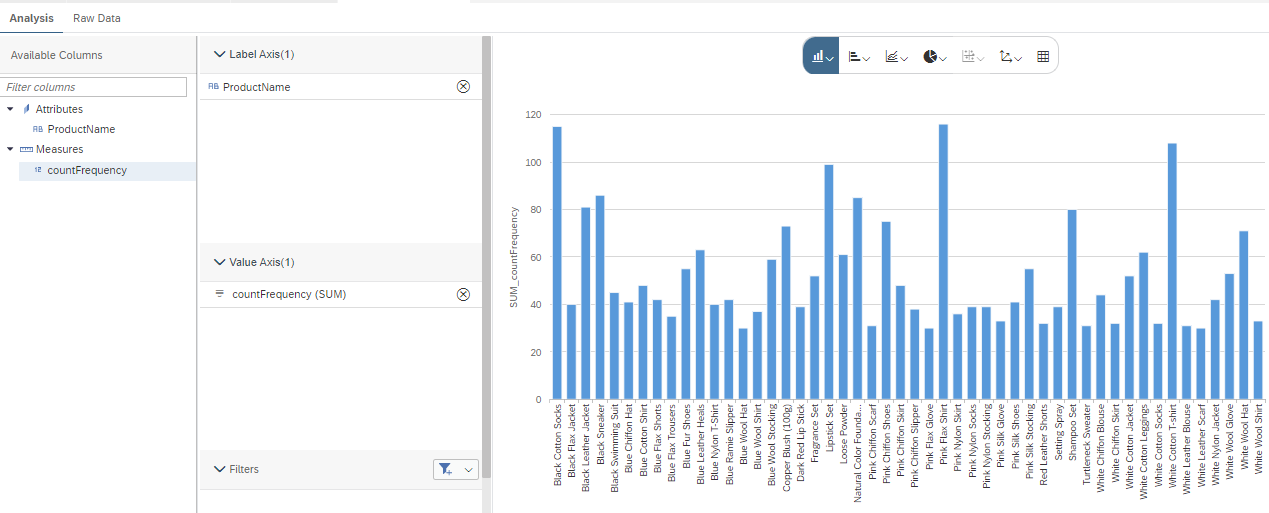 Analysis
Raw Data
Available Columns
Filter columns
Attributes
AB ProductName
Measures
12 countFrequency
Label Axis(1)
AB ProductName
Value Axis(1)
countFrequency (SUM)
Filters
SUM_countFrequency
120
100
80
60
40
20
0
Black Cotton Socks
Black Flax Jacket
Black Leather Jacket
Black Sneaker
Black Swimming Suit
Blue Chiffon Hat
Blue Cotton Shirt
Blue Flax Shorts
Blue Flax Trousers
Blue Fur Shoes
Blue Leather Heals
Blue Nylon T-Shirt
Blue Ramie Slipper
Blue Wool Hat
Blue Wool Shirt
Blue Wool Stocking
Copper Blush (100g)
Dark Red Lip Stick
Fragrance Set
Lipstick Set
Loose Powder
Natural Color Founda...
Pink Chiffon Scarf
Pink Chiffon Shoes
Pink Chiffon Skirt
Pink Chiffon Slipper
Pink Flax Glove
Pink Flax Shirt
Pink Nylon Skirt
Pink Nylon Socks
Pink Nylon Stocking
Pink Silk Glove
Pink Silk Shoes
Pink Silk Stocking
Red Leather Shorts
Setting Spray
Shampoo Set
Turtleneck Sweater
White Chiffon Blouse
White Chiffon Skirt
White Cotton Jacket
White Cotton Leggings
White Cotton Socks
White Cotton T-shirt
White Leather Blouse
White Leather Scarf
White Nylon Jacket
White Wool Glove
White Wool Hat
White Wool Shirt